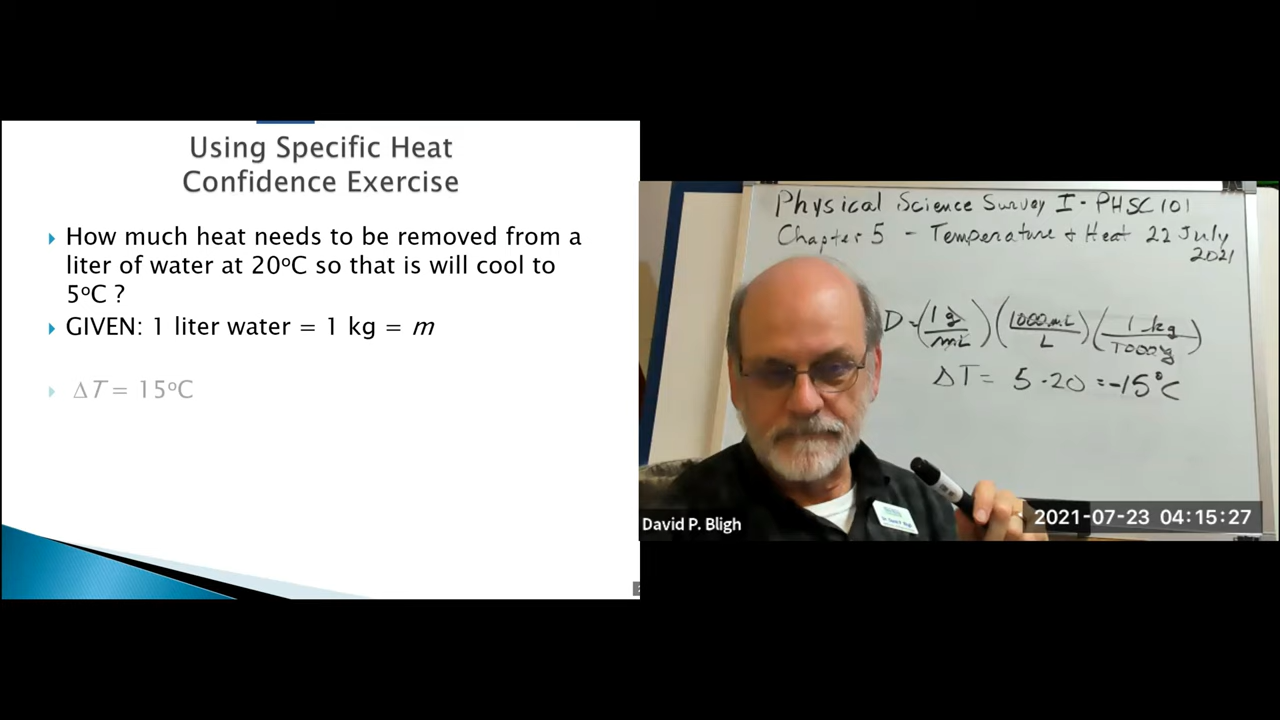 Using Specific Heat
Confidence Exercise
How much heat needs to be removed from a
liter of water at 20°C so that is will cool to
5°C ?
GIVEN: 1 liter water = 1 kg = m
ΔT = 15°C
Physical Science Survey I - PHSC101
Chapter 5 - Temperature + Heat 22 July
2021
D = (1 g/mL)(1000 mL/L)(1 kg/1000 g)
ΔT = 5 - 20 = -15°C
David P. Bligh
2021-07-23 04:15:27